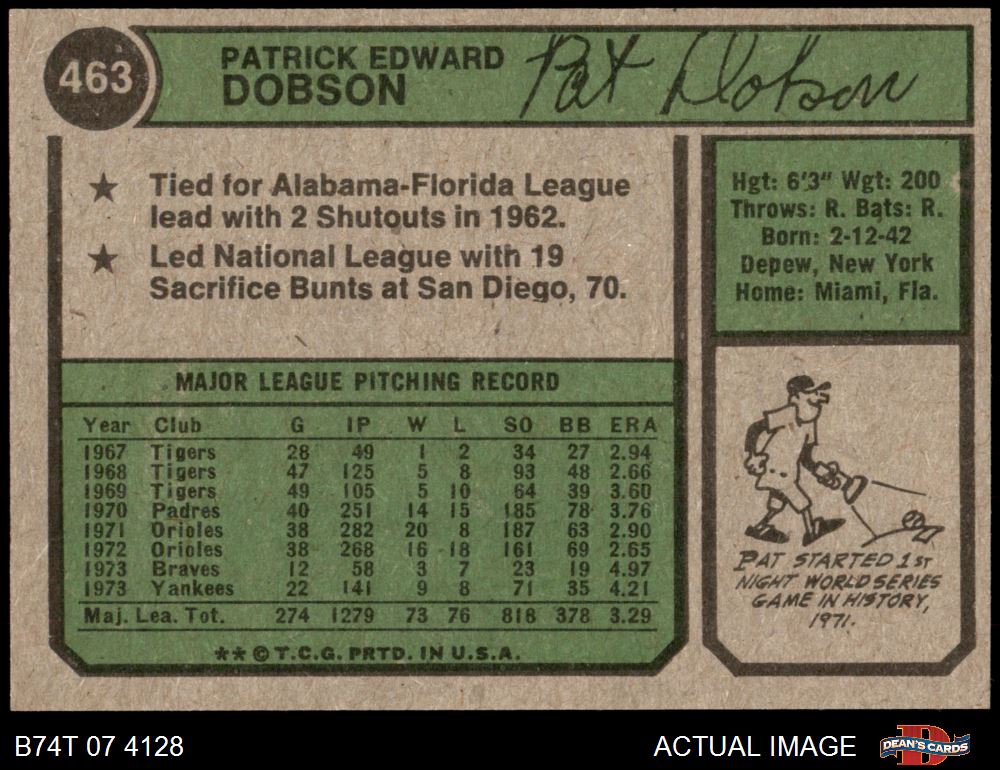 463
PATRICK EDWARD
DOBSON
Pat Dobson
★ Tied for Alabama-Florida League
lead with 2 Shutouts in 1962.
★ Led National League with 19
Sacrifice Bunts at San Diego, 70.
Hgt: 6'3" Wgt: 200
Throws: R. Bats: R.
Born: 2-12-42
Depew, New York
Home: Miami, Fla.
MAJOR LEAGUE PITCHING RECORD
Year Club G IP W L SO BB ERA
1967 Tigers 28 49 1 2 34 27 2.94
1968 Tigers 47 125 5 8 93 48 2.66
1969 Tigers 49 105 5 10 64 39 3.60
1970 Padres 40 251 14 15 185 78 3.76
1971 Orioles 38 282 20 8 187 63 2.90
1972 Orioles 38 268 16 18 161 69 2.65
1973 Braves 12 58 3 7 23 19 4.97
1973 Yankees 22 141 9 8 71 35 4.21
Maj. Lea. Tot. 274 1279 73 76 818 378 3.29
**©T.C.G. PRTD. IN U.S.A.
PAT STARTED 1ST
NIGHT WORLD SERIES
GAME IN HISTORY,
1971.
B74T 07 4128
ACTUAL IMAGE
D
DEAN'S CARDS